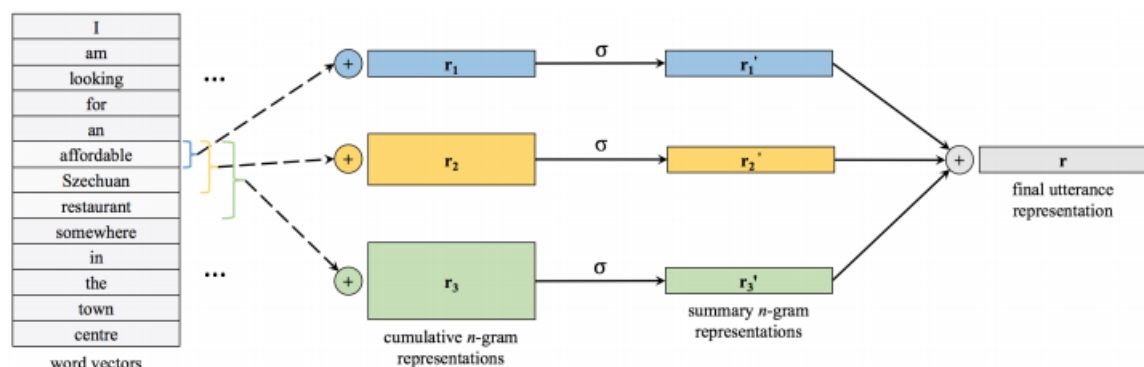 I
am
looking
for
an
affordable
Szechuan
restaurant
somewhere
in
the
town
centre
word vectors
...
...
+
r₁
σ
r₁'
+
r₂
σ
r₂'
+
r₃
σ
r₃'
cumulative n-gram
representations
summary n-gram
representations
+
r
final utterance
representation